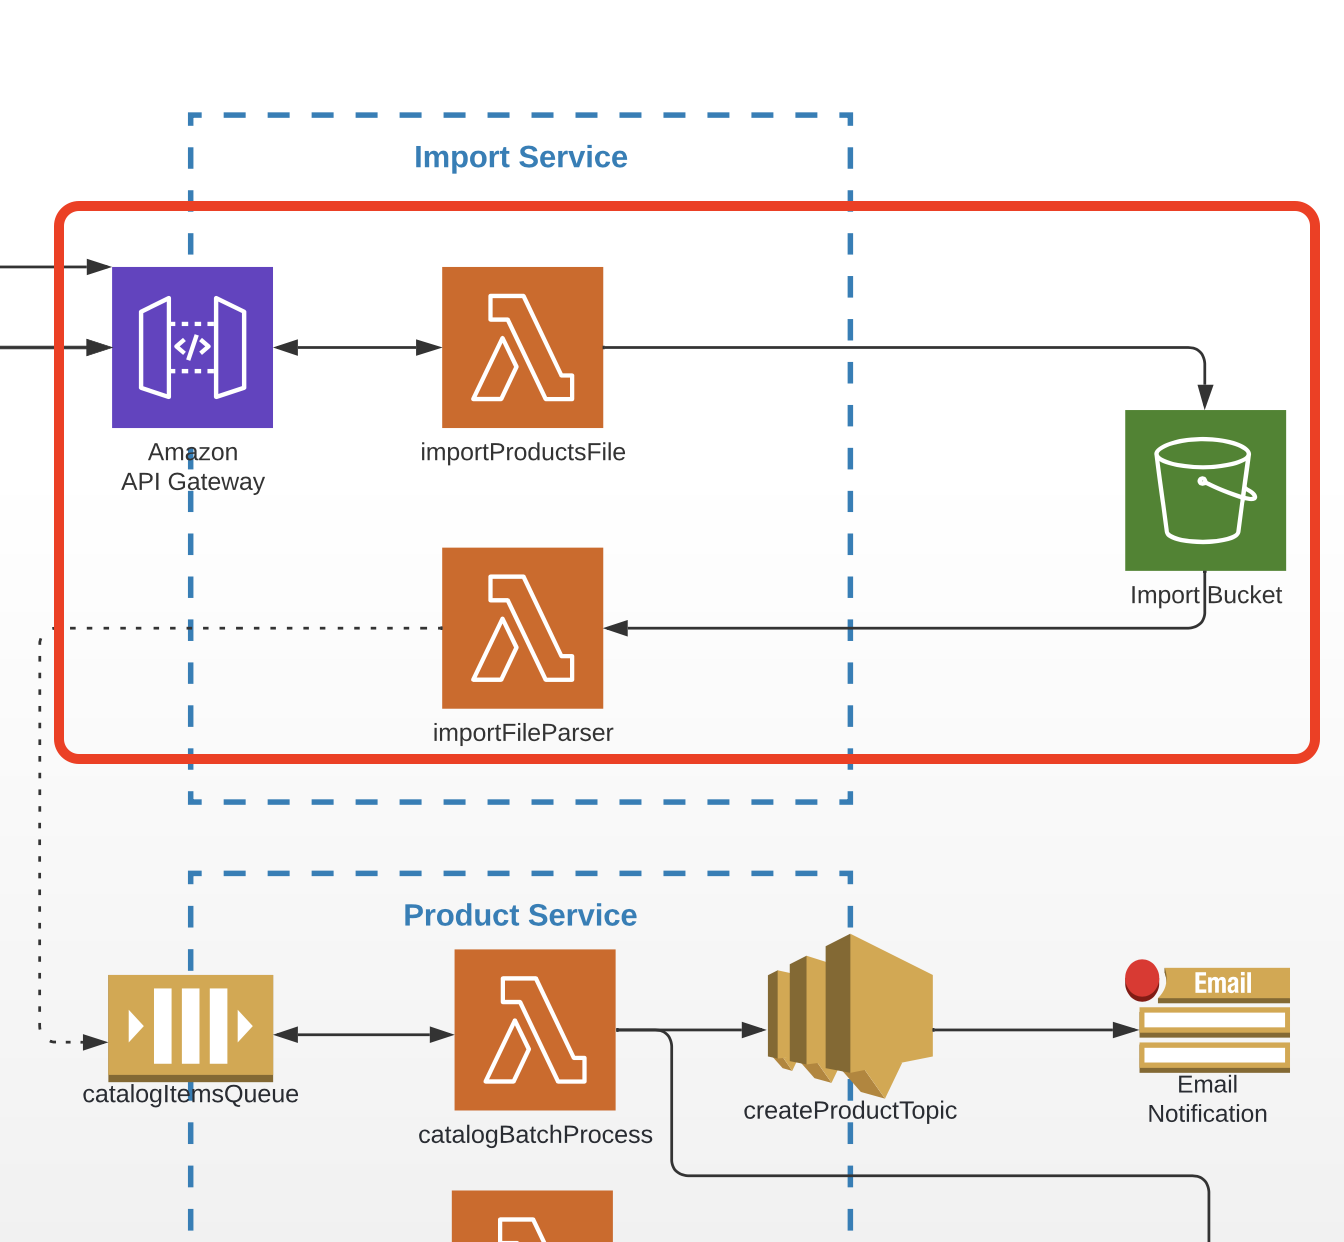 Import Service
</>
Amazon
API Gateway
importProductsFile
Import Bucket
importFileParser
Product Service
Email
catalogItemsQueue
catalogBatchProcess
createProductTopic
Email
Notification